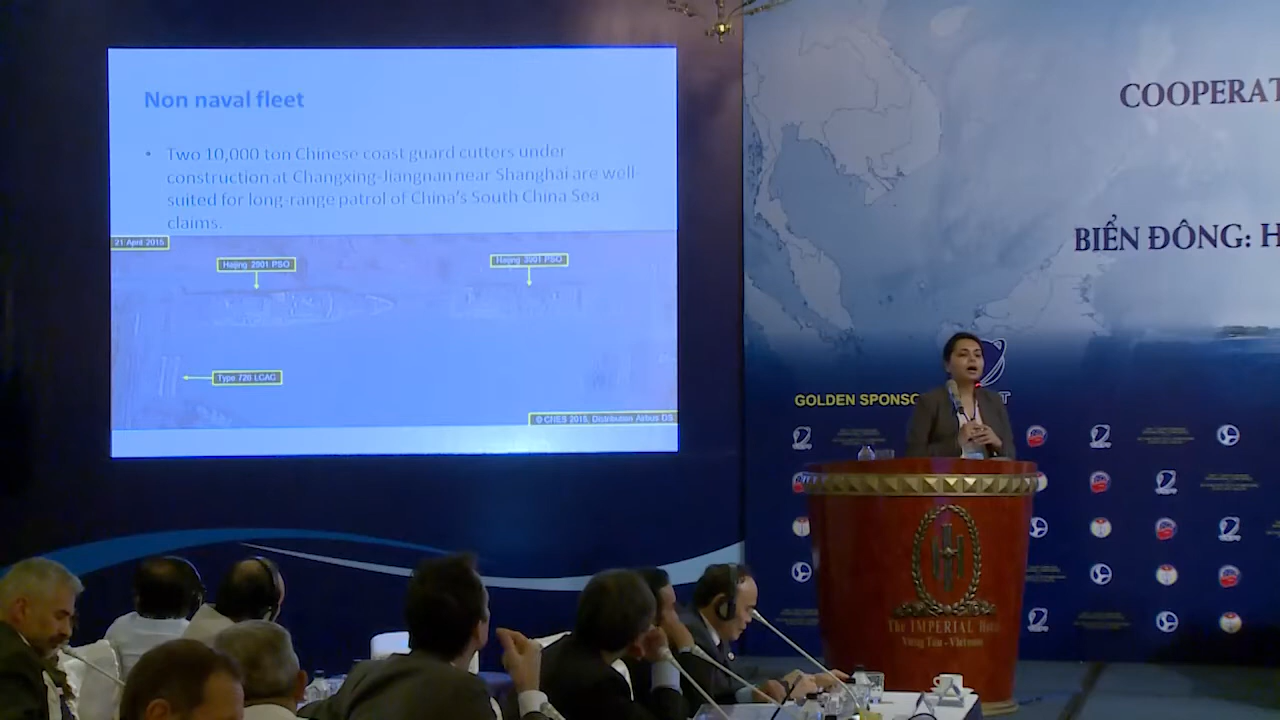 Non naval fleet
• Two 10,000 ton Chinese coast guard cutters under
construction at Changxing-Jiangnan near Shanghai are well-
suited for long-range patrol of China's South China Sea
claims.
21 April 2015
Haijing 2901 PSO
Haijing 3901 PSO
Type 726 LCAC
© CNES 2015, Distribution Airbus DS
COOPERAT
BIỂN ĐÔNG: H
GOLDEN SPONSO
T
The IMPERIAL Hotel
Vung Tau - Vietnam